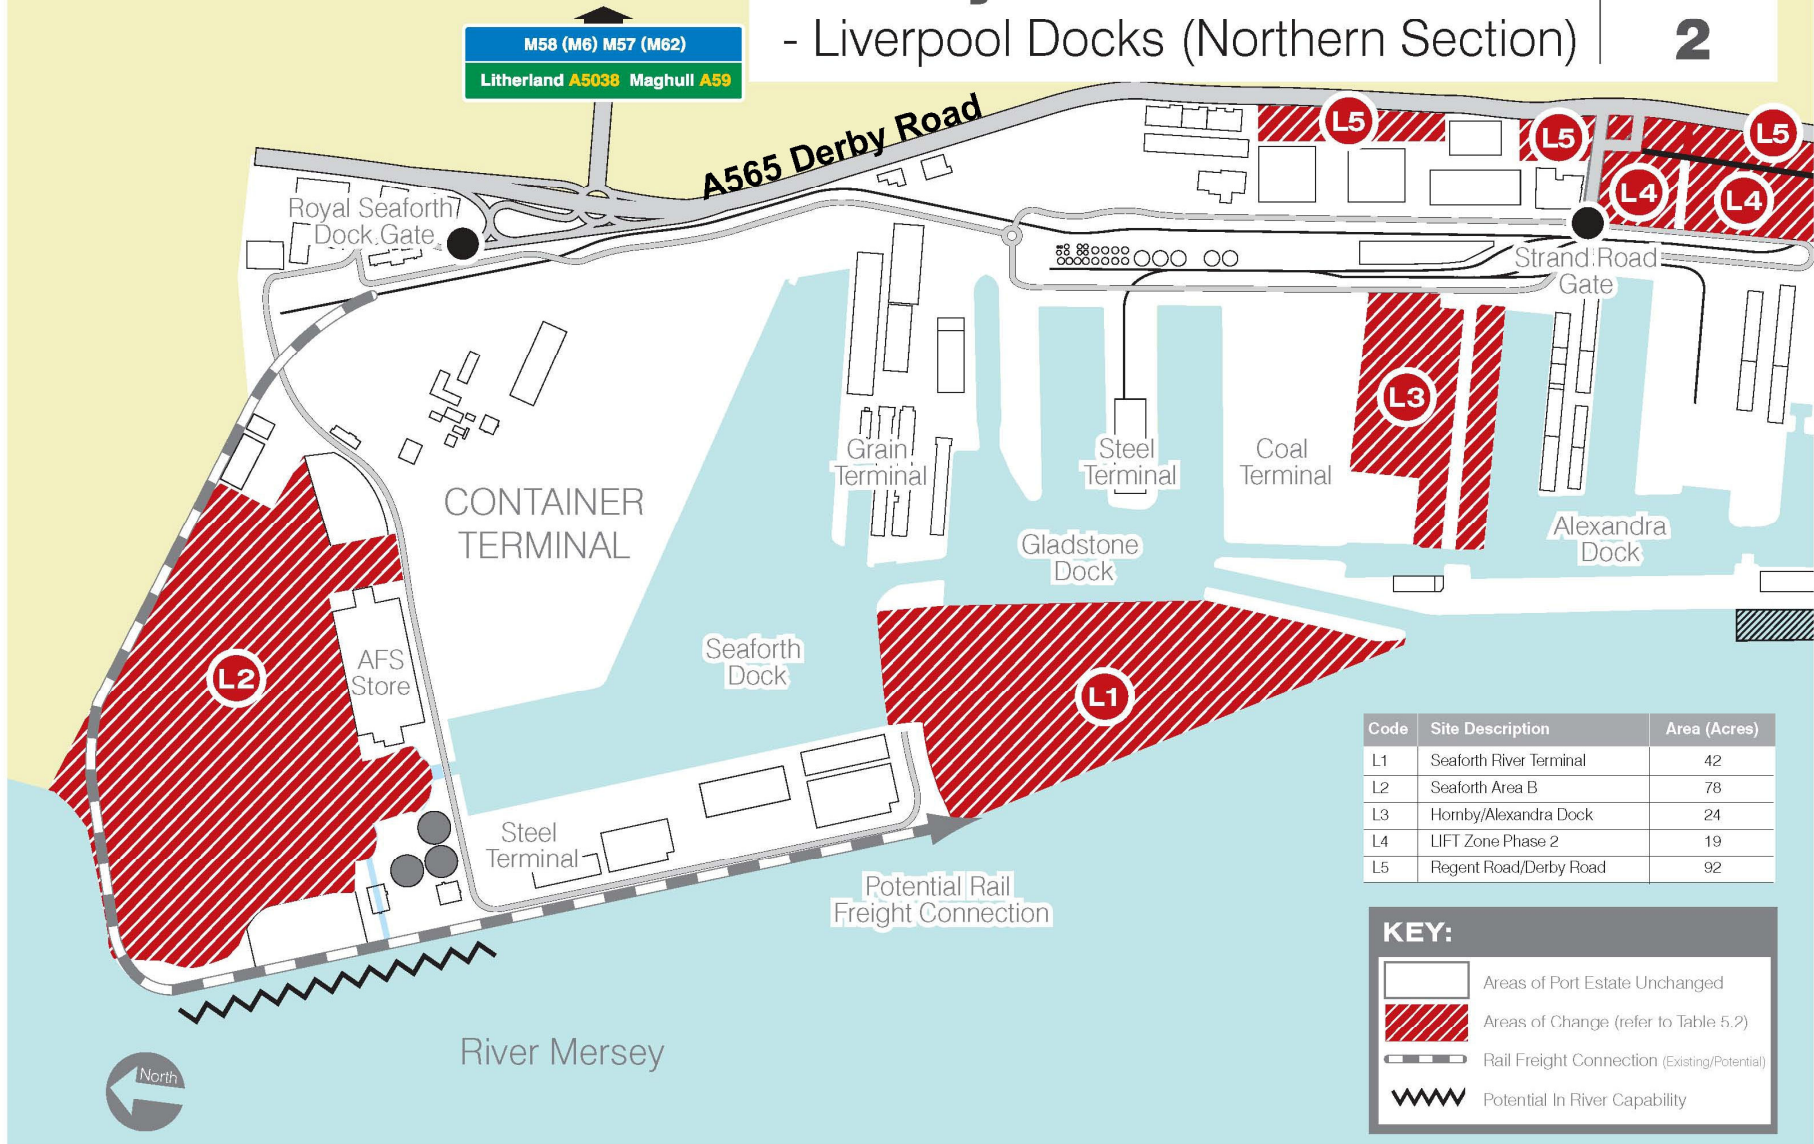 - Liverpool Docks (Northern Section)
2
M58 (M6) M57 (M62)
Litherland A5038 Maghull A59
A565 Derby Road
L5
L5
L5
L4
L4
Royal Seaforth
Dock Gate
Strand Road
Gate
L3
Grain
Terminal
Steel
Terminal
Coal
Terminal
CONTAINER
TERMINAL
Gladstone
Dock
Alexandra
Dock
AFS
Store
Seaforth
Dock
L2
L1
Steel
Terminal
Potential Rail
Freight Connection
River Mersey
North
Code Site Description Area (Acres)
L1 Seaforth River Terminal 42
L2 Seaforth Area B 78
L3 Hornby/Alexandra Dock 24
L4 LIFT Zone Phase 2 19
L5 Regent Road/Derby Road 92
KEY:
Areas of Port Estate Unchanged
Areas of Change (refer to Table 5.2)
Rail Freight Connection (Existing/Potential)
Potential In River Capability